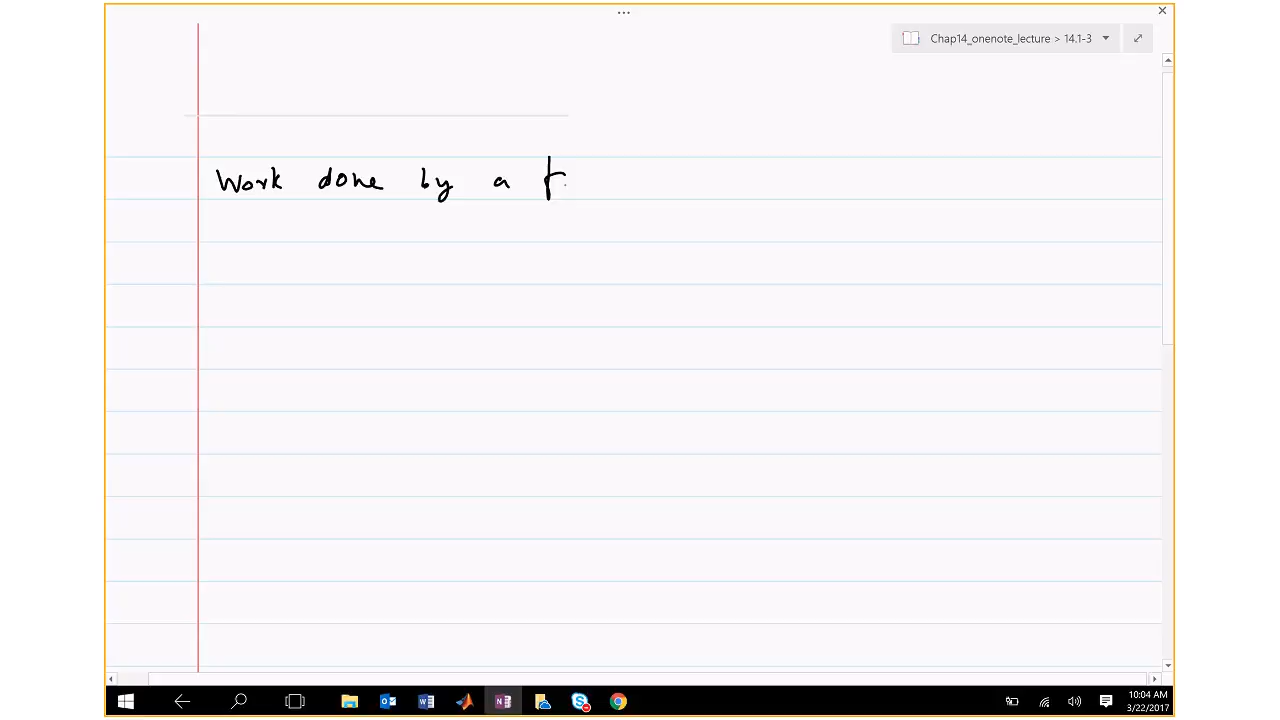 Chap14_onenote_lecture > 14.1-3
Work done by a f
10:04 AM
3/22/2017